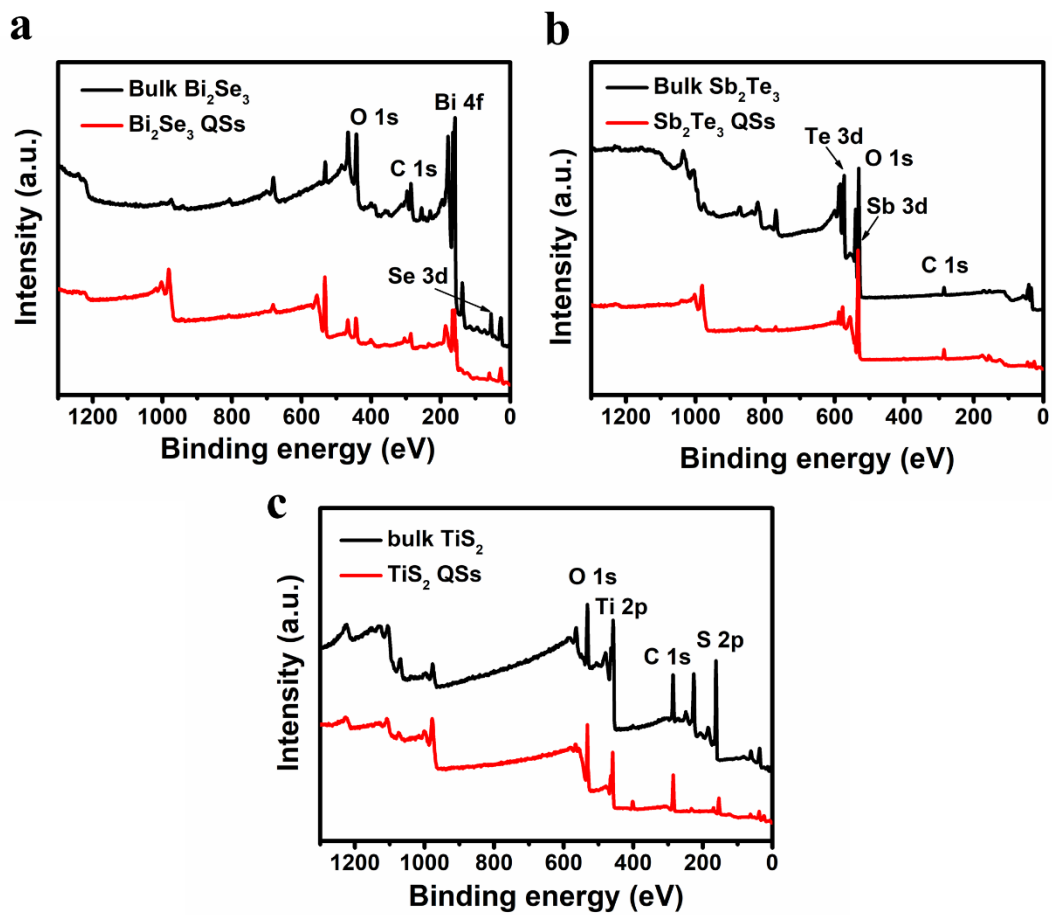 a
Bulk Bi₂Se₃
Bi₂Se₃ QSs
O 1s
Bi 4f
C 1s
Se 3d
Intensity (a.u.)
1200 1000 800 600 400 200 0
Binding energy (eV)
b
Bulk Sb₂Te₃
Sb₂Te₃ QSs
Te 3d
O 1s
Sb 3d
C 1s
Intensity (a.u.)
1200 1000 800 600 400 200 0
Binding energy (eV)
c
bulk TiS₂
TiS₂ QSs
O 1s
Ti 2p
C 1s
S 2p
Intensity (a.u.)
1200 1000 800 600 400 200 0
Binding energy (eV)